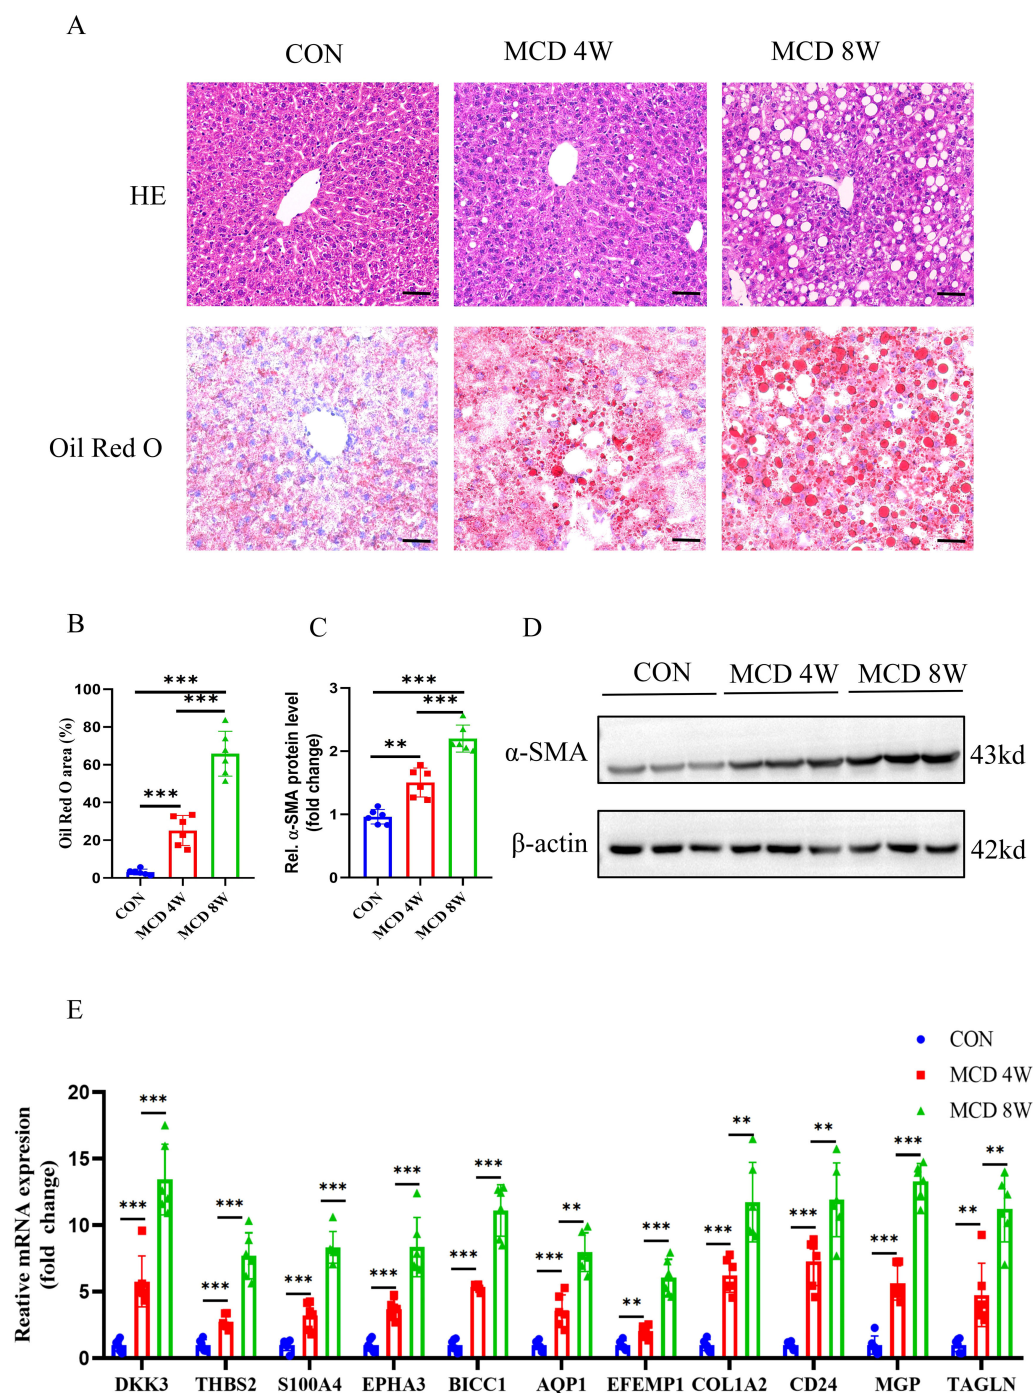 A
CON MCD 4W MCD 8W
HE
Oil Red O
B
Oil Red O area (%)
100
80
60
40
20
0
***
***
***
CON MCD 4W MCD 8W
C
Rel. α-SMA protein level
(fold change)
3
2
1
0
***
***
**
CON MCD 4W MCD 8W
D
CON MCD 4W MCD 8W
α-SMA 43kd
β-actin 42kd
E
CON
MCD 4W
MCD 8W
Reative mRNA expresion
(fold change)
20
15
10
5
0
*** *** *** *** *** *** *** *** *** *** *** ** ** *** *** ** *** ** *** *** ** **
DKK3 THBS2 S100A4 EPHA3 BICC1 AQP1 EFEMP1 COL1A2 CD24 MGP TAGLN